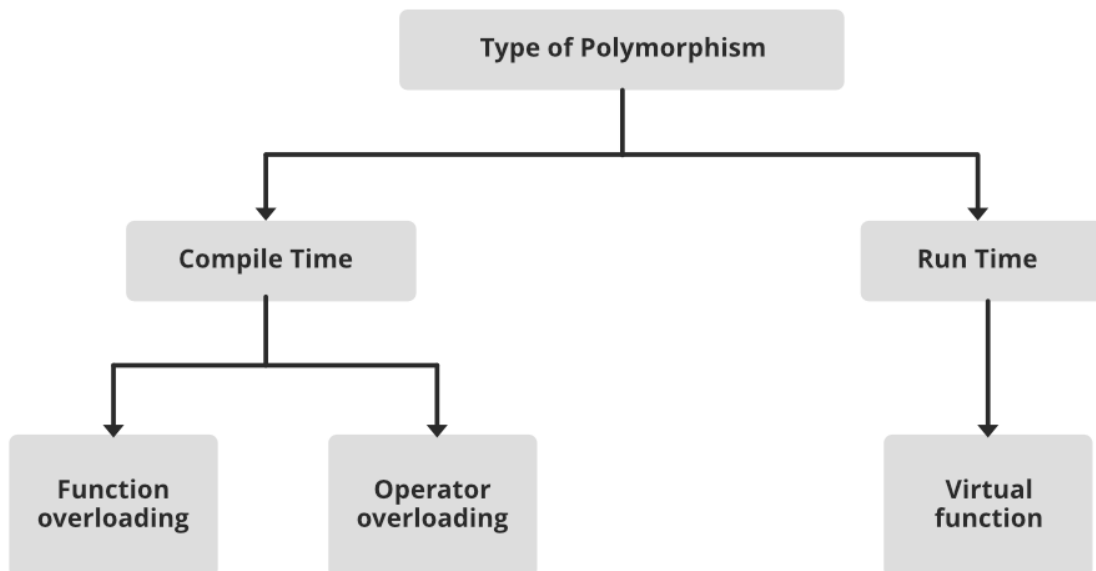 Type of Polymorphism
Compile Time
Run Time
Function
overloading
Operator
overloading
Virtual
function